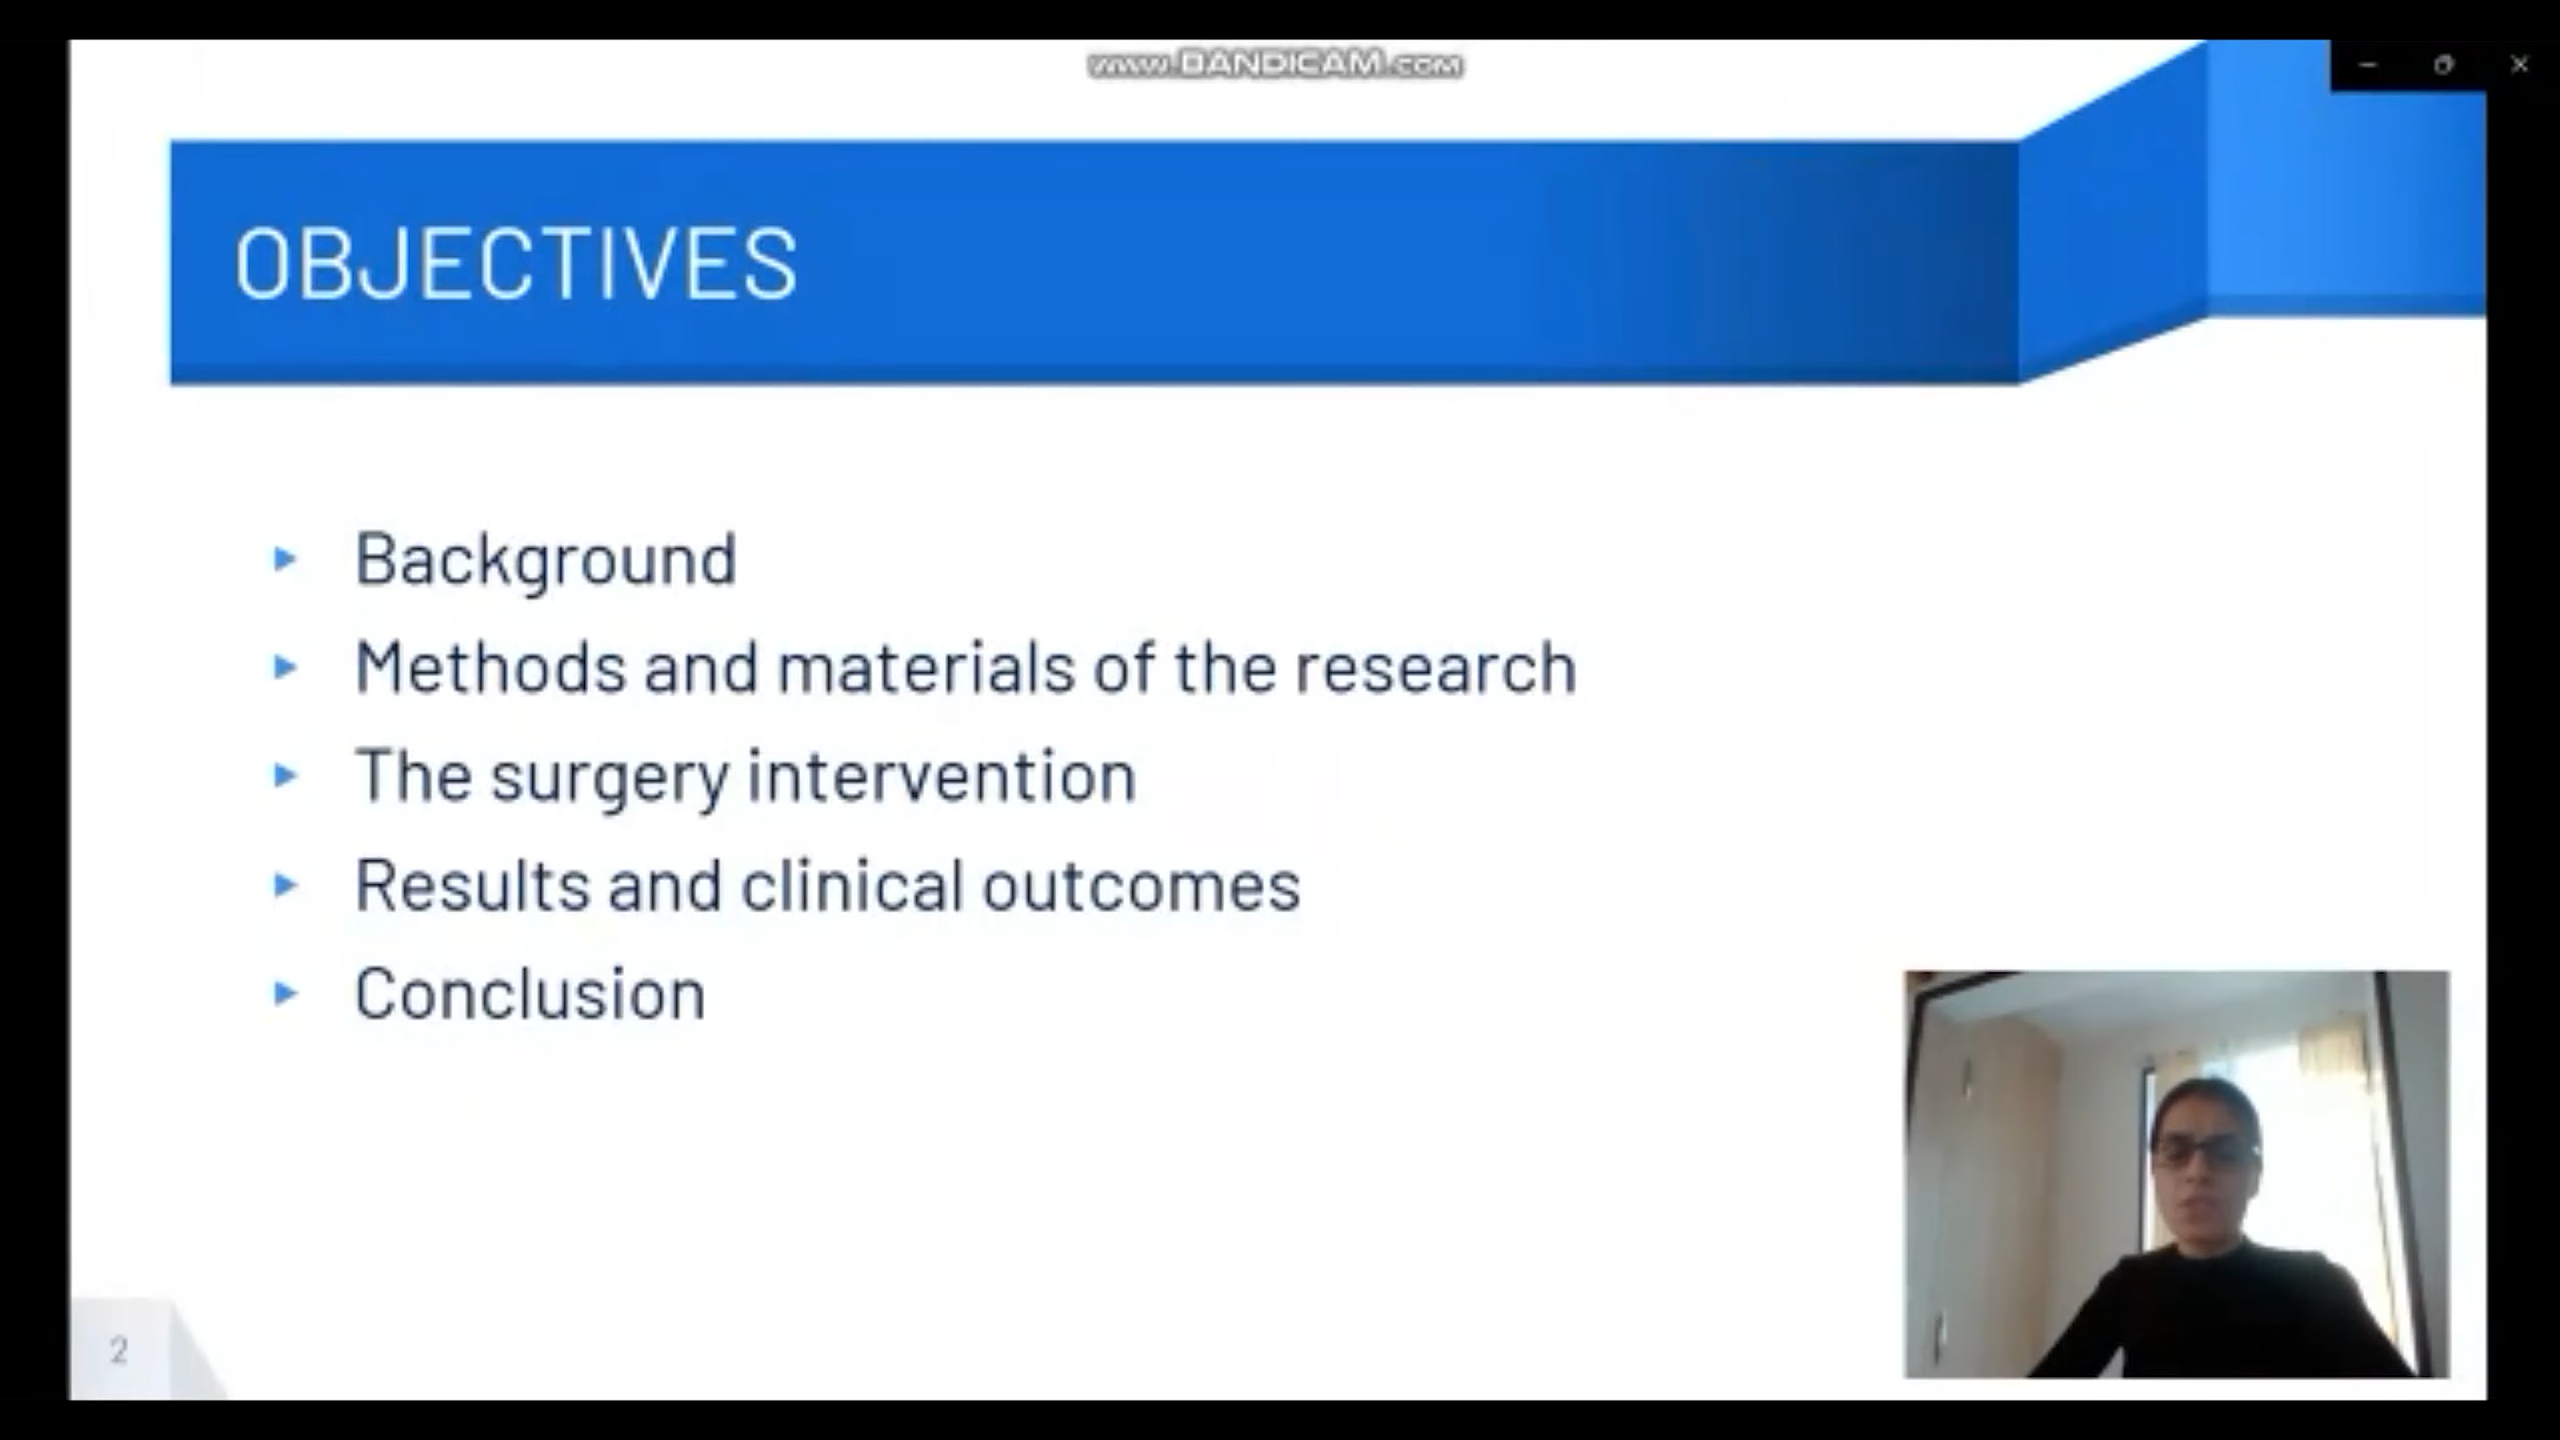 www.BANDICAM.com
OBJECTIVES
Background
Methods and materials of the research
The surgery intervention
Results and clinical outcomes
Conclusion
2